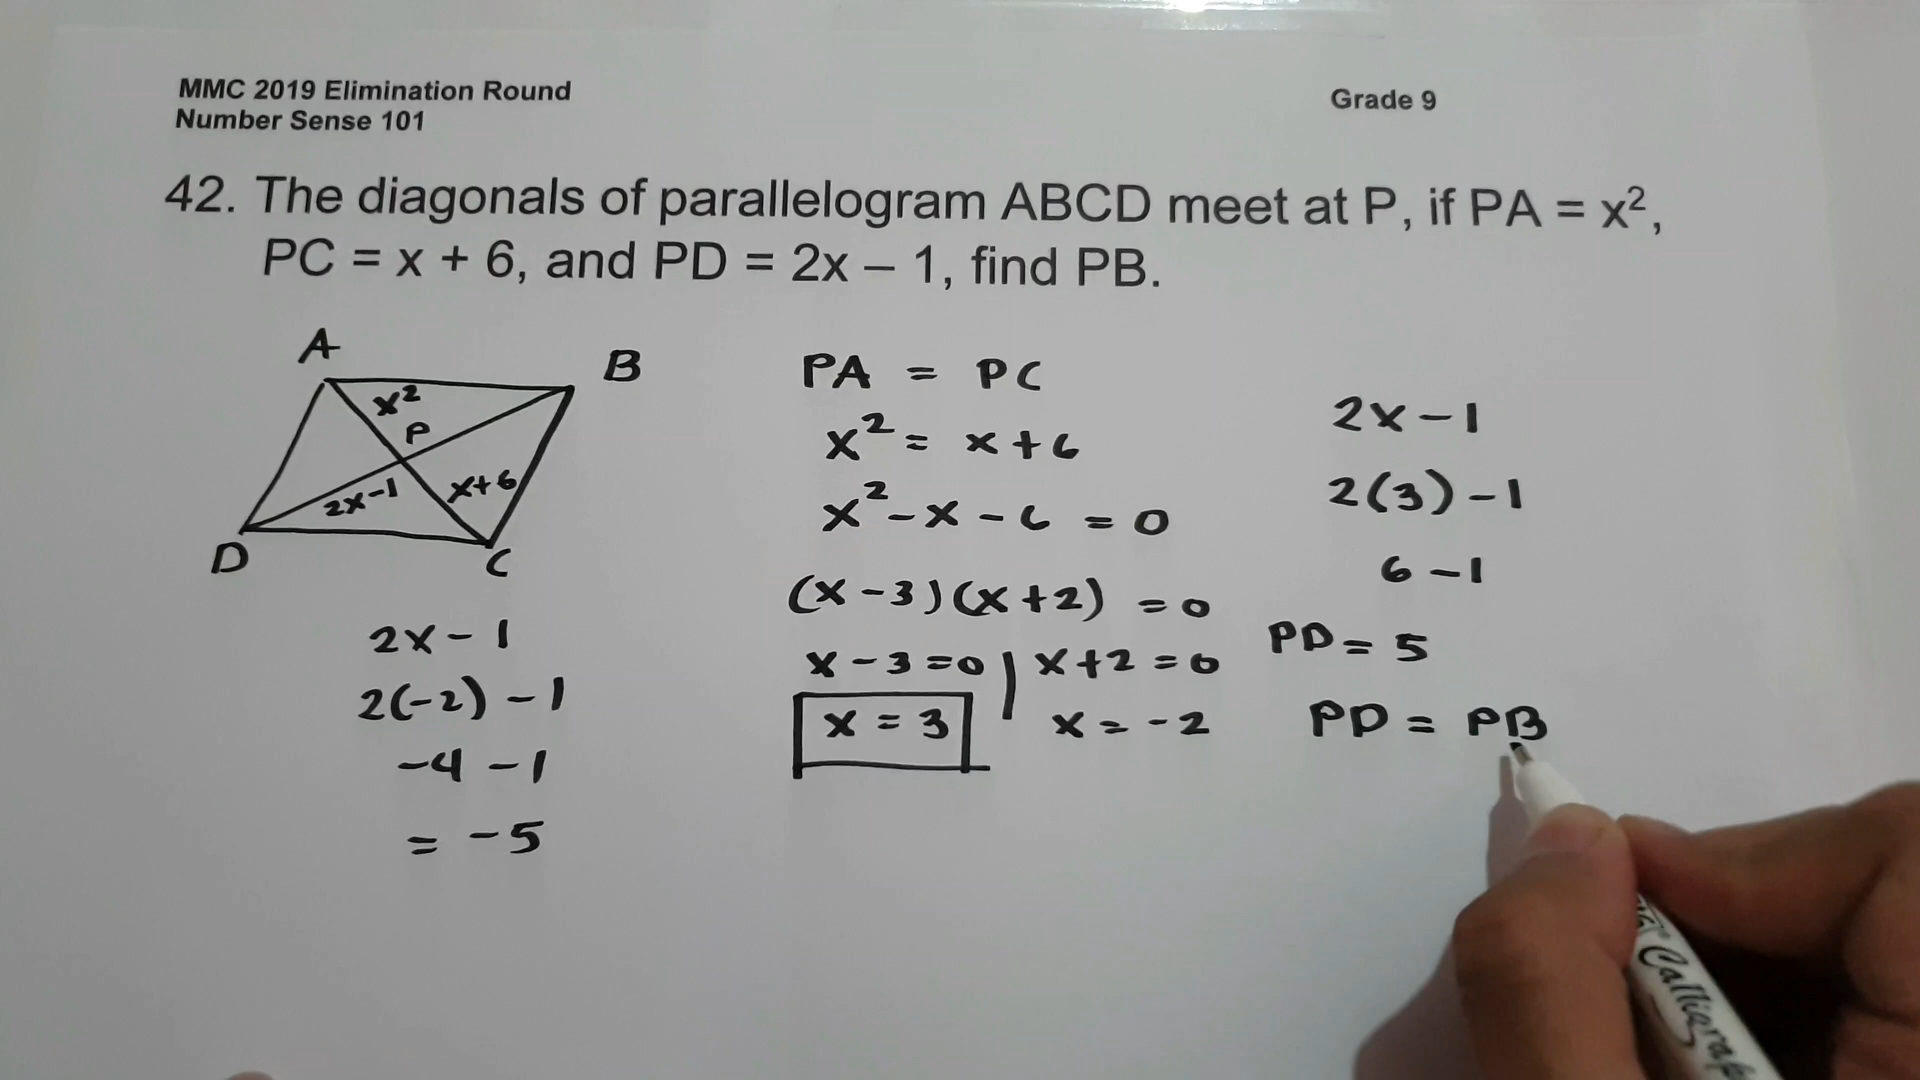 MMC 2019 Elimination Round
Grade 9
Number Sense 101
42. The diagonals of parallelogram ABCD meet at P, if PA = x²,
PC = x + 6, and PD = 2x – 1, find PB.
A
B
x²
P
x+6
2x-1
D
C
2x - 1
2(-2) - 1
-4 - 1
= -5
PA = PC
x² = x + 6
x² - x - 6 = 0
(x - 3)(x + 2) = 0
x - 3 = 0 | x + 2 = 0
x = 3
x = -2
2x - 1
2(3) - 1
6 - 1
PD = 5
PD = PB